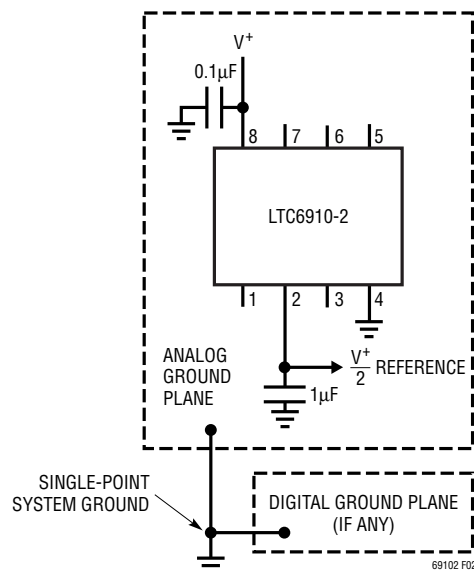 V+
0.1µF
8 7 6 5
LTC6910-2
1 2 3 4
ANALOG
GROUND
PLANE
V+
2
REFERENCE
1µF
SINGLE-POINT
SYSTEM GROUND
DIGITAL GROUND PLANE
(IF ANY)
69102 F02